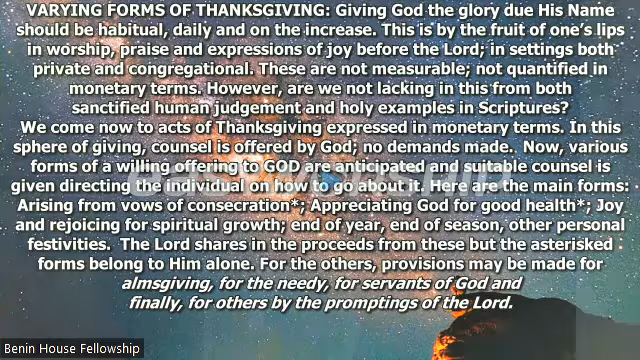 VARYING FORMS OF THANKSGIVING: Giving God the glory due His Name
should be habitual, daily and on the increase. This is by the fruit of one's lips
in worship, praise and expressions of joy before the Lord; in settings both
private and congregational. These are not measurable; not quantified in
monetary terms. However, are we not lacking in this from both
sanctified human judgement and holy examples in Scriptures?
We come now to acts of Thanksgiving expressed in monetary terms. In this
sphere of giving, counsel is offered by God; no demands made.. Now, various
forms of a willing offering to GOD are anticipated and suitable counsel is
given directing the individual on how to go about it. Here are the main forms:
Arising from vows of consecration*; Appreciating God for good health*; Joy
and rejoicing for spiritual growth; end of year, end of season, other personal
festivities. The Lord shares in the proceeds from these but the asterisked
forms belong to Him alone. For the others, provisions may be made for
almsgiving, for the needy, for servants of God and
finally, for others by the promptings of the Lord.
Benin House Fellowship